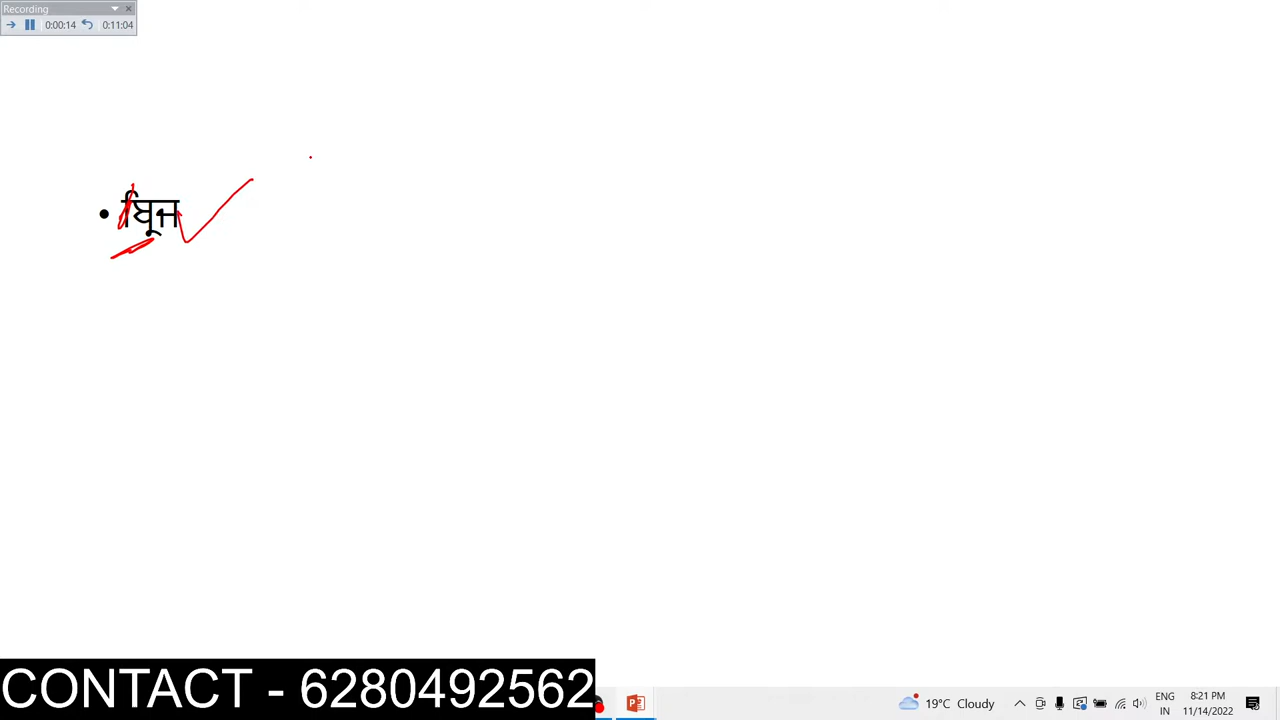 Recording
0:00:14 0:11:04
• ਬ੍ਰਿਜ
CONTACT - 6280492562
19°C Cloudy
ENG
IN
8:21 PM
11/14/2022